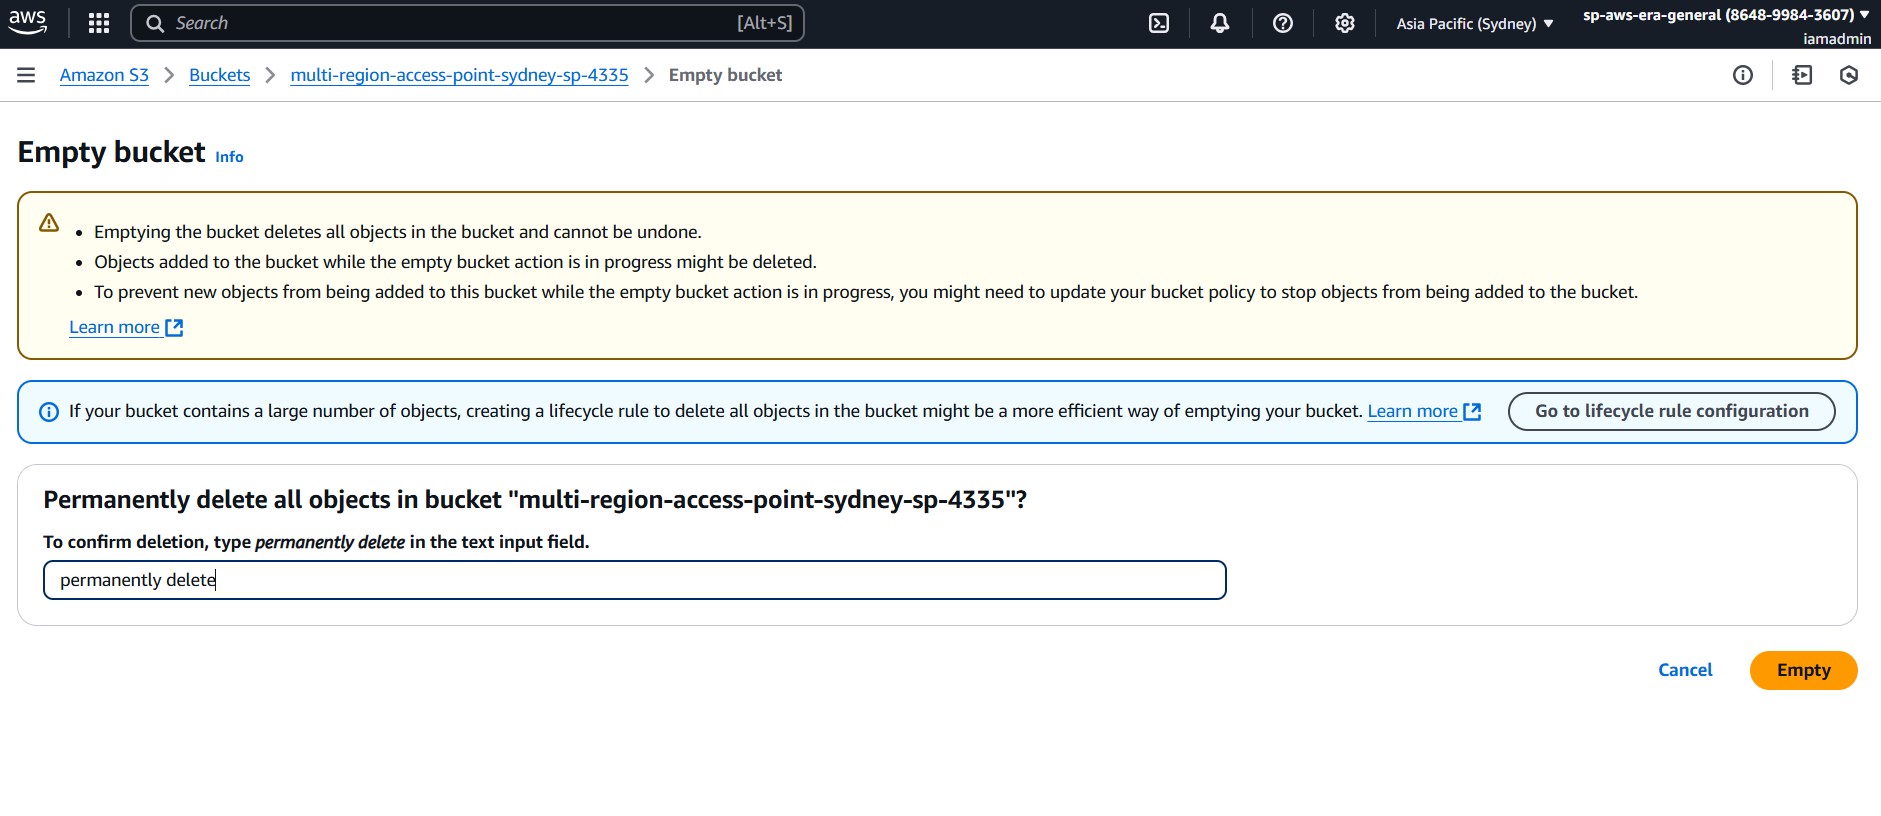 aws
Search [Alt+S]
Asia Pacific (Sydney)
sp-aws-era-general (8648-9984-3607)
iamadmin
Amazon S3 > Buckets > multi-region-access-point-sydney-sp-4335 > Empty bucket
Empty bucket Info
• Emptying the bucket deletes all objects in the bucket and cannot be undone.
• Objects added to the bucket while the empty bucket action is in progress might be deleted.
• To prevent new objects from being added to this bucket while the empty bucket action is in progress, you might need to update your bucket policy to stop objects from being added to the bucket.
Learn more
If your bucket contains a large number of objects, creating a lifecycle rule to delete all objects in the bucket might be a more efficient way of emptying your bucket. Learn more
Go to lifecycle rule configuration
Permanently delete all objects in bucket "multi-region-access-point-sydney-sp-4335"?
To confirm deletion, type permanently delete in the text input field.
permanently delete
Cancel
Empty